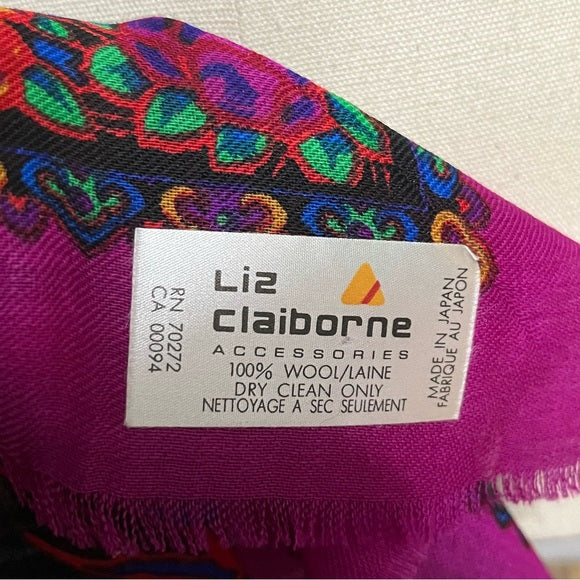 Liz
claiborne
ACCESSORIES
100% WOOL/LAINE
DRY CLEAN ONLY
NETTOYAGE A SEC SEULEMENT
RN 70272
CA 00094
MADE IN JAPAN
FABRIQUE AU JAPON